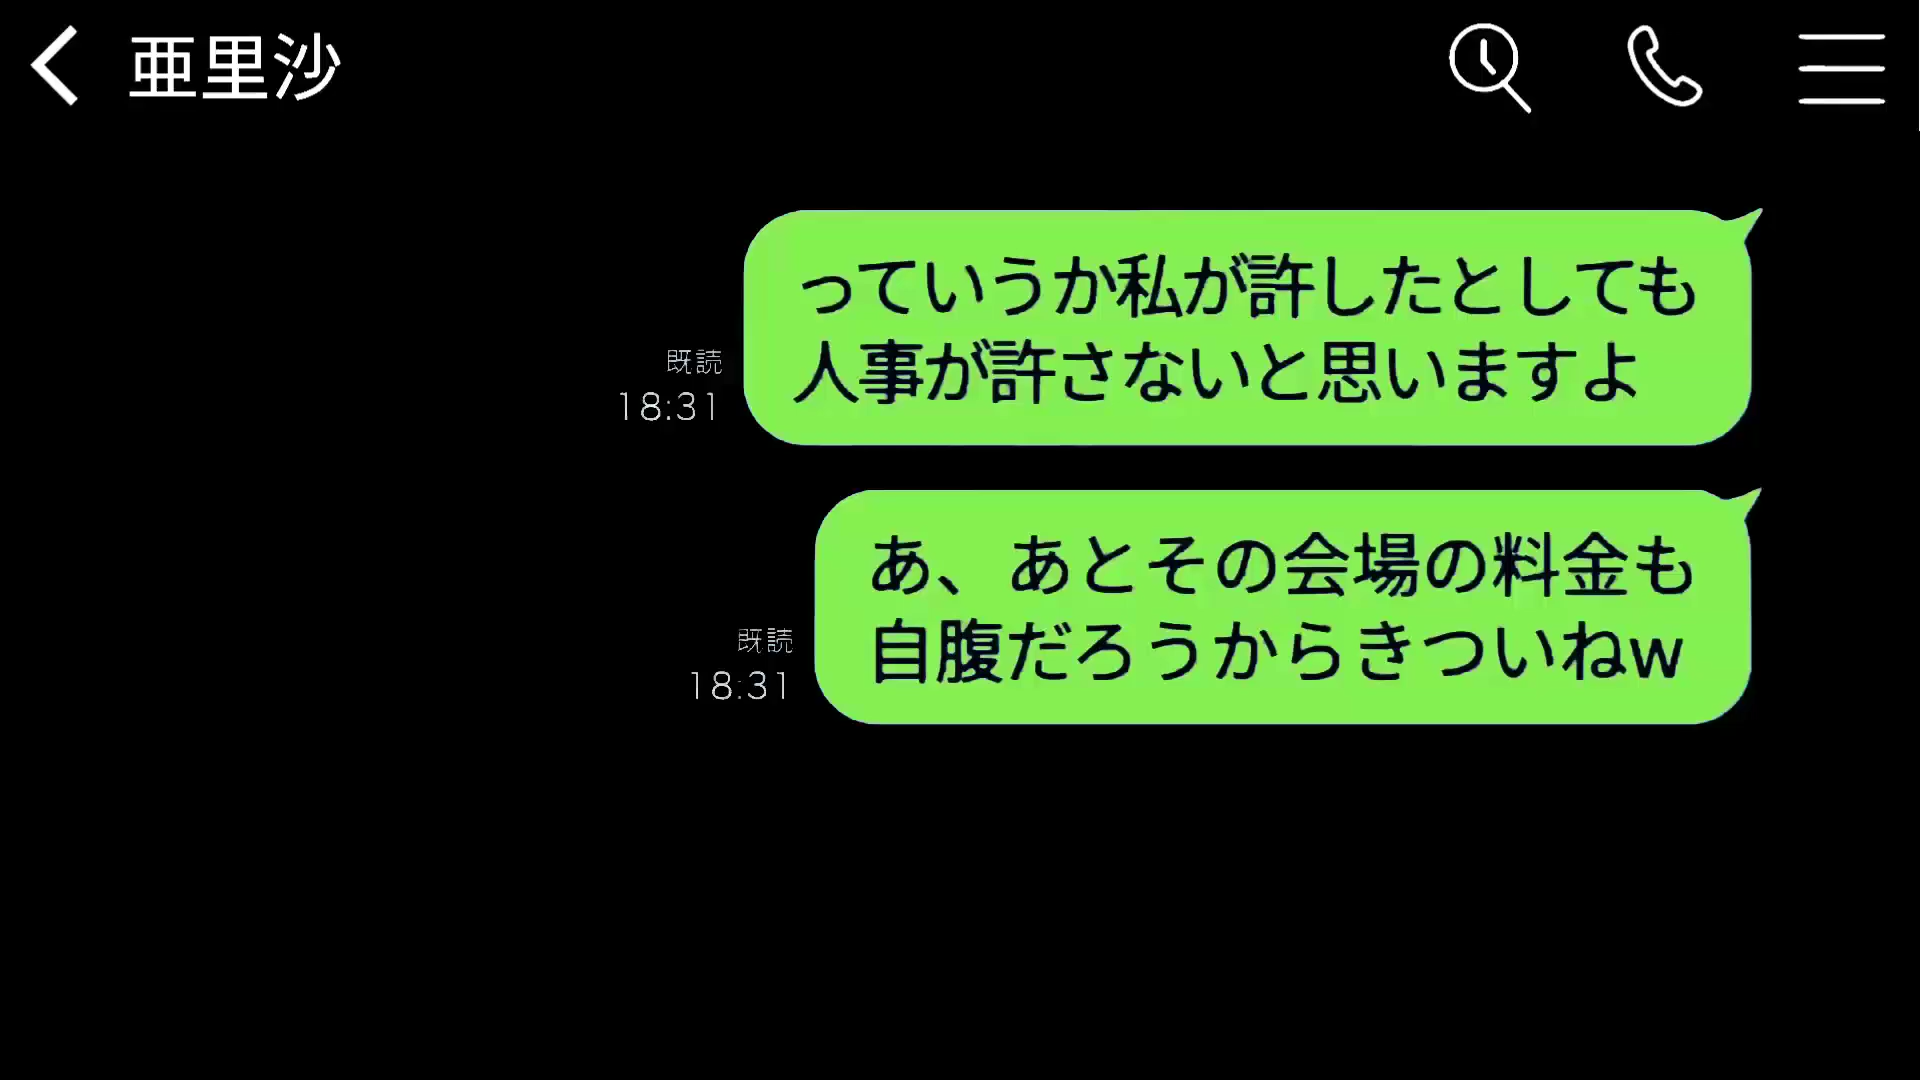 亜里沙
っていうか私が許したとしても
人事が許さないと思いますよ
既読
18:31
あ、あとその会場の料金も
自腹だろうからきついねw
既読
18:31